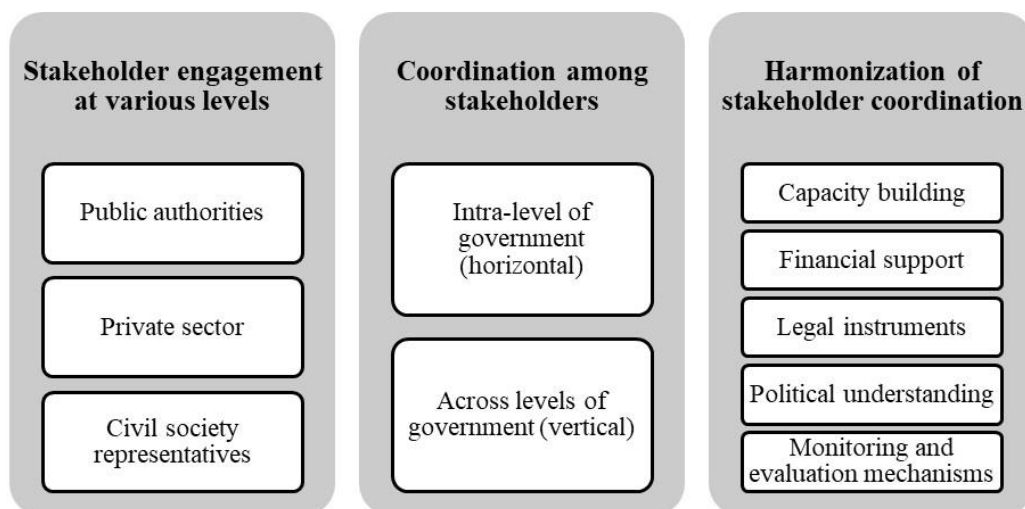 Stakeholder engagement
at various levels
Public authorities
Private sector
Civil society
representatives
Coordination among
stakeholders
Intra-level of
government
(horizontal)
Across levels of
government (vertical)
Harmonization of
stakeholder coordination
Capacity building
Financial support
Legal instruments
Political understanding
Monitoring and
evaluation mechanisms